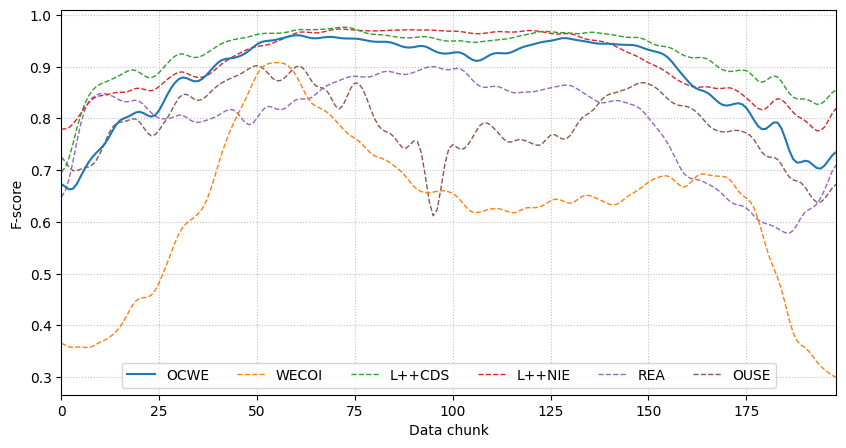 1.0
0.9
0.8
0.7
0.6
0.5
0.4
0.3
F-score
OCWE WECOI L++CDS L++NIE REA OUSE
0 25 50 75 100 125 150 175
Data chunk